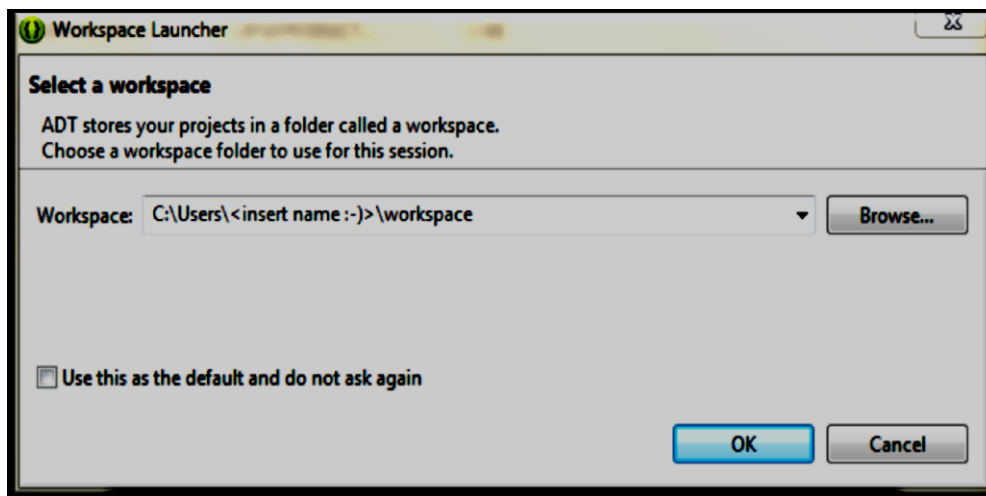 Workspace Launcher
Select a workspace
ADT stores your projects in a folder called a workspace.
Choose a workspace folder to use for this session.
Workspace: C:\Users\<insert name :-)>\workspace Browse...
Use this as the default and do not ask again
OK Cancel